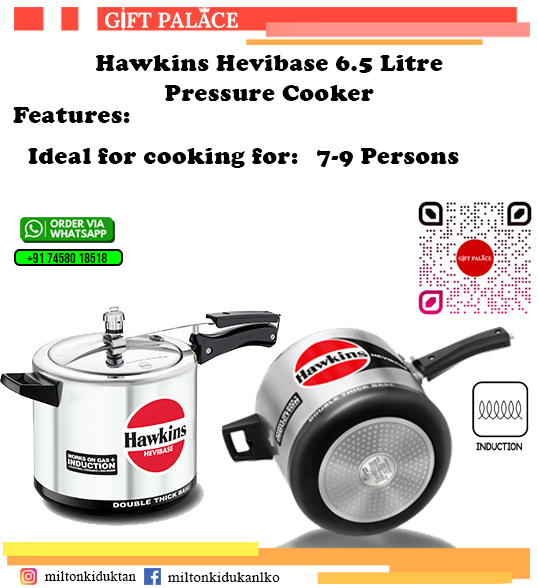 GIFT PALACE
Hawkins Hevibase 6.5 Litre
Pressure Cooker
Features:
Ideal for cooking for: 7-9 Persons
ORDER VIA
WHATSAPP
+91 74580 18518
GIFT PALACE
Hawkins
HEVIBASE
WORKS ON GAS +
INDUCTION
DOUBLE THICK BASE
Hawkins
HEVIBASE
INDUCTION
DOUBLE THICK BASE
INDUCTION
miltonkiduktan
miltonkidukanlko